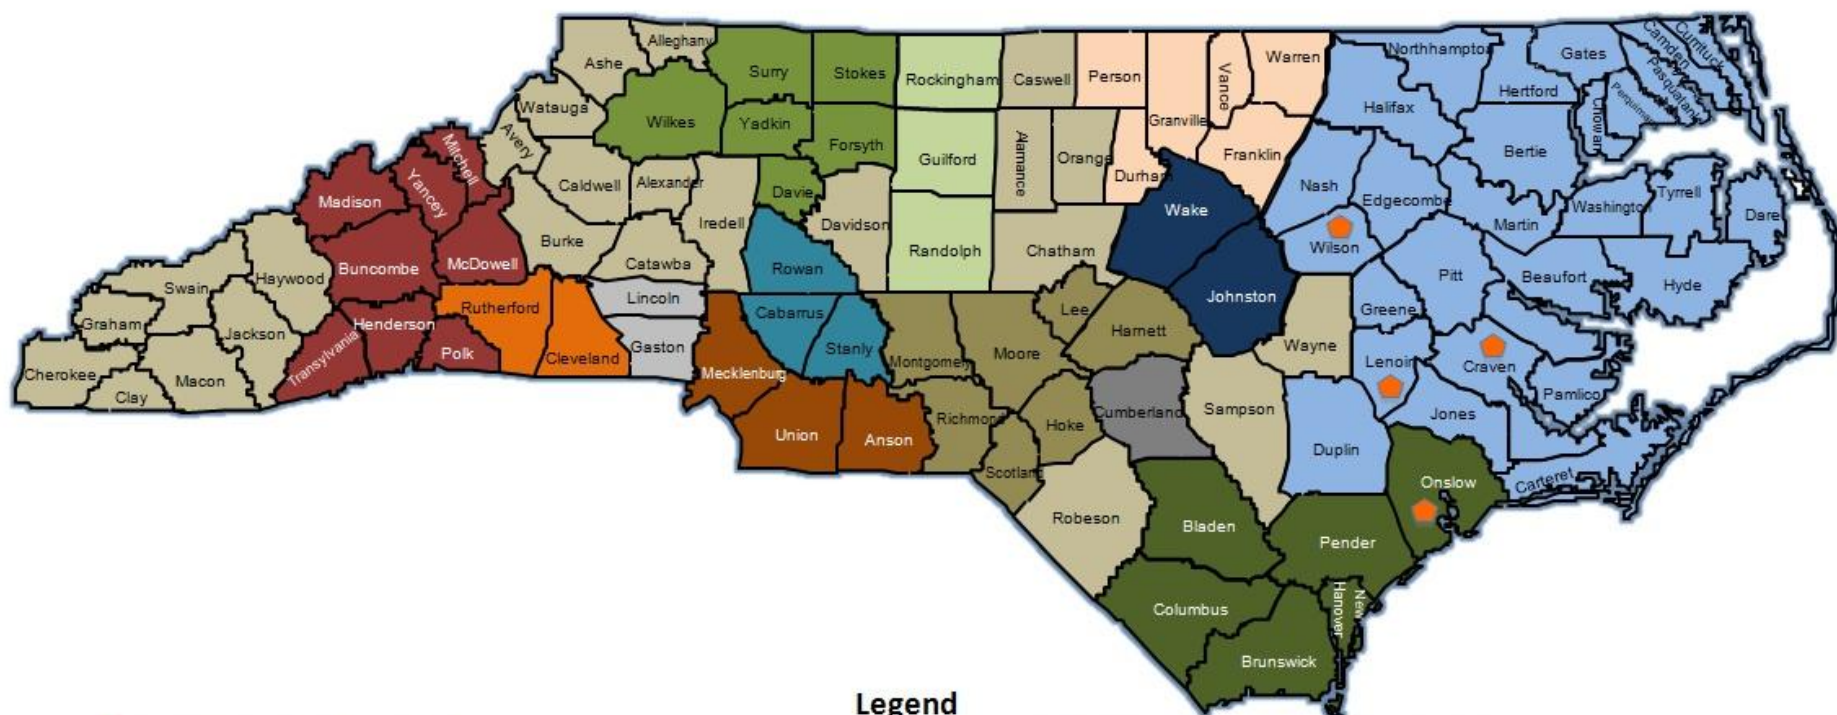 Alleghany
Ashe
Surry
Stokes
Rockingham
Caswell
Person
Vance
Warren
Northhampton
Gates
Camden
Currituck
Pasquatank
Perquimans
Watauga
Wilkes
Yadkin
Forsyth
Guilford
Alamance
Orange
Durham
Granville
Franklin
Halifax
Hertford
Chowan
Bertie
Avery
Mitchell
Yancey
Madison
Caldwell
Alexander
Iredell
Davie
Davidson
Randolph
Chatham
Wake
Nash
Edgecombe
Martin
Washington
Tyrrell
Dare
Buncombe
McDowell
Burke
Catawba
Rowan
Johnston
Wilson
Pitt
Beaufort
Hyde
Swain
Haywood
Graham
Jackson
Henderson
Transylvania
Polk
Rutherford
Cleveland
Lincoln
Gaston
Cabarrus
Stanly
Mecklenburg
Montgomery
Moore
Lee
Harnett
Wayne
Greene
Lenoir
Craven
Pamlico
Cherokee
Clay
Macon
Union
Anson
Richmond
Hoke
Scotland
Cumberland
Sampson
Duplin
Jones
Carteret
Onslow
Robeson
Bladen
Pender
Columbus
New
Hanover
Brunswick
Legend